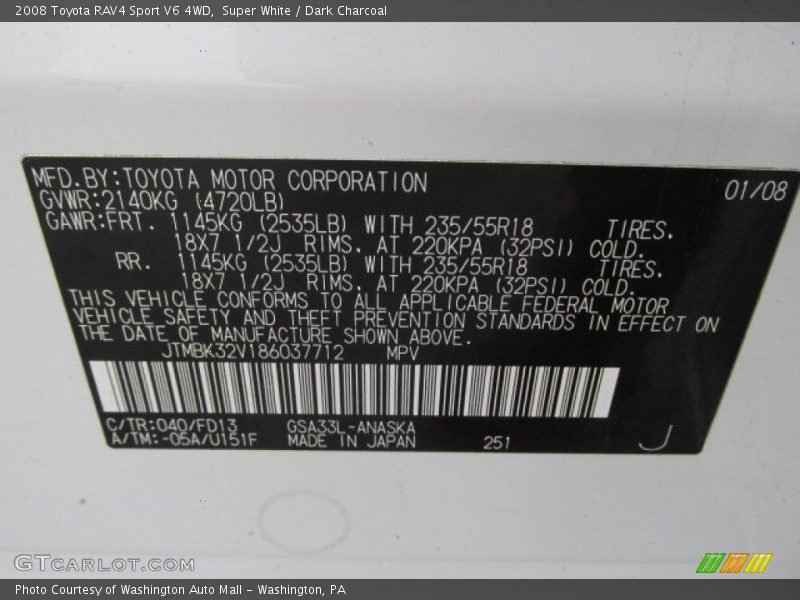 2008 Toyota RAV4 Sport V6 4WD,  Super White / Dark Charcoal
MFD.BY:TOYOTA MOTOR CORPORATION 01/08
GVWR:2140KG (4720LB)
GAWR:FRT. 1145KG (2535LB) WITH 235/55R18 TIRES.
18X7 1/2J RIMS. AT 220KPA (32PSI) COLD.
RR. 1145KG (2535LB) WITH 235/55R18 TIRES.
18X7 1/2J RIMS. AT 220KPA (32PSI) COLD.
THIS VEHICLE CONFORMS TO ALL APPLICABLE FEDERAL MOTOR
VEHICLE SAFETY AND THEFT PREVENTION STANDARDS IN EFFECT ON
THE DATE OF MANUFACTURE SHOWN ABOVE.
JTMBK32V186037712 MPV
C/TR:040/FD13 GSA33L-ANASKA
A/TM:-05A/U151F MADE IN JAPAN 251 J
GTCARLOT.COM
Photo Courtesy of Washington Auto Mall - Washington, PA